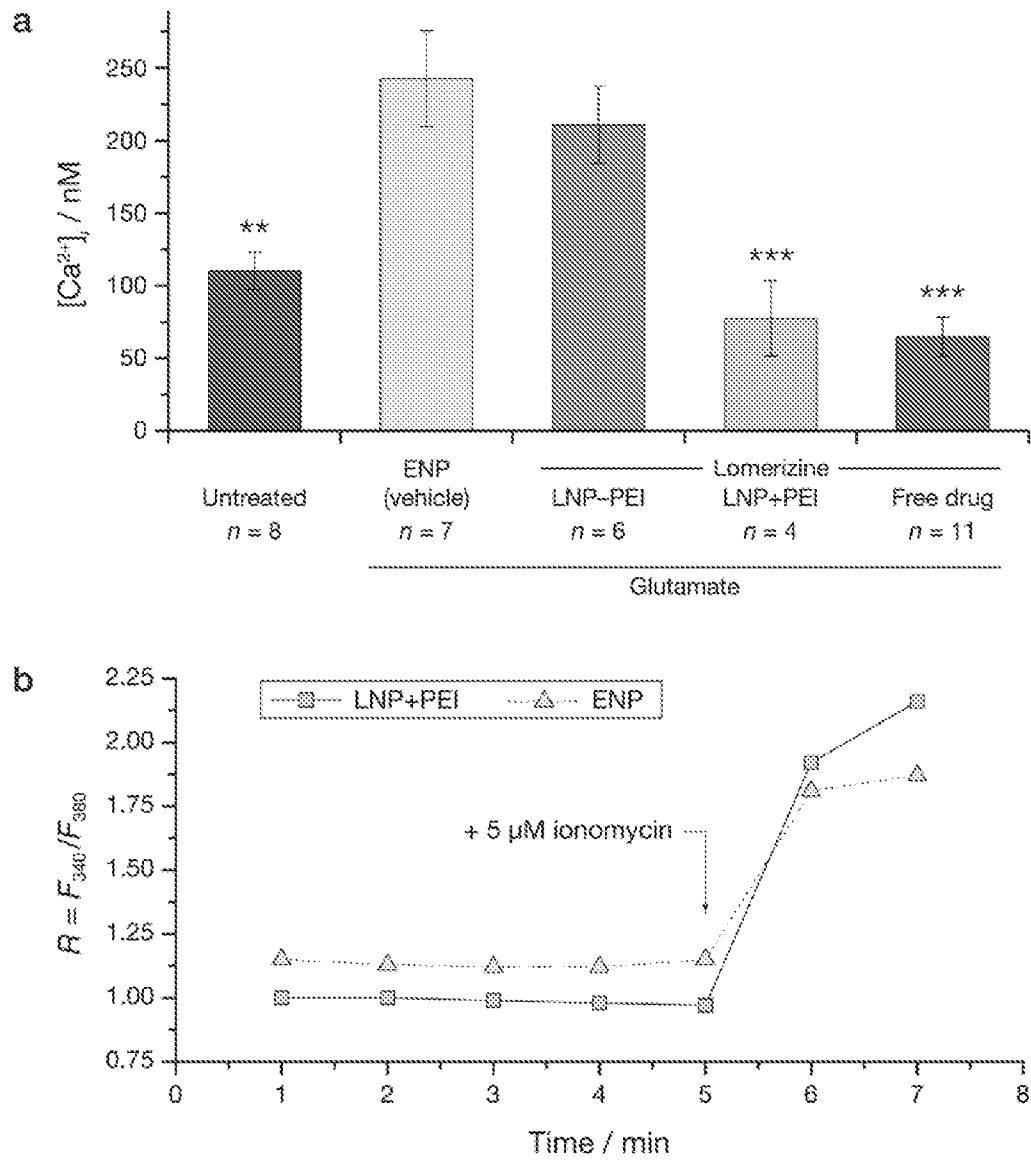 a
[Ca²⁺]ᵢ / nM
250
200
150
100
50
0
**
***
***
Untreated
n = 8
ENP
(vehicle)
n = 7
Lomerizine
LNP–PEI
n = 6
LNP+PEI
n = 4
Free drug
n = 11
Glutamate
b
R = F₃₄₀/F₃₈₀
2.25
2.00
1.75
1.50
1.25
1.00
0.75
LNP+PEI
ENP
+ 5 µM ionomycin
0 1 2 3 4 5 6 7 8
Time / min